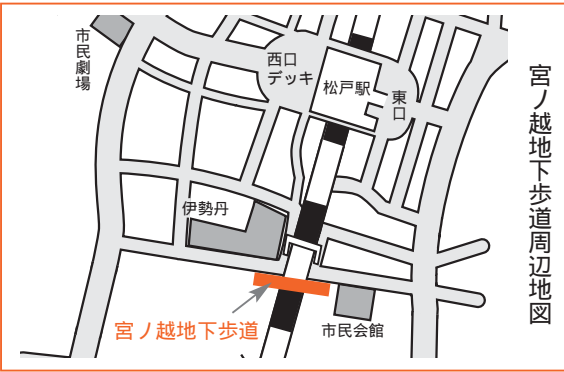 宮ノ越地下歩道周辺地図
市民劇場
西口
デッキ
松戸駅
東口
伊勢丹
宮ノ越地下歩道
市民会館